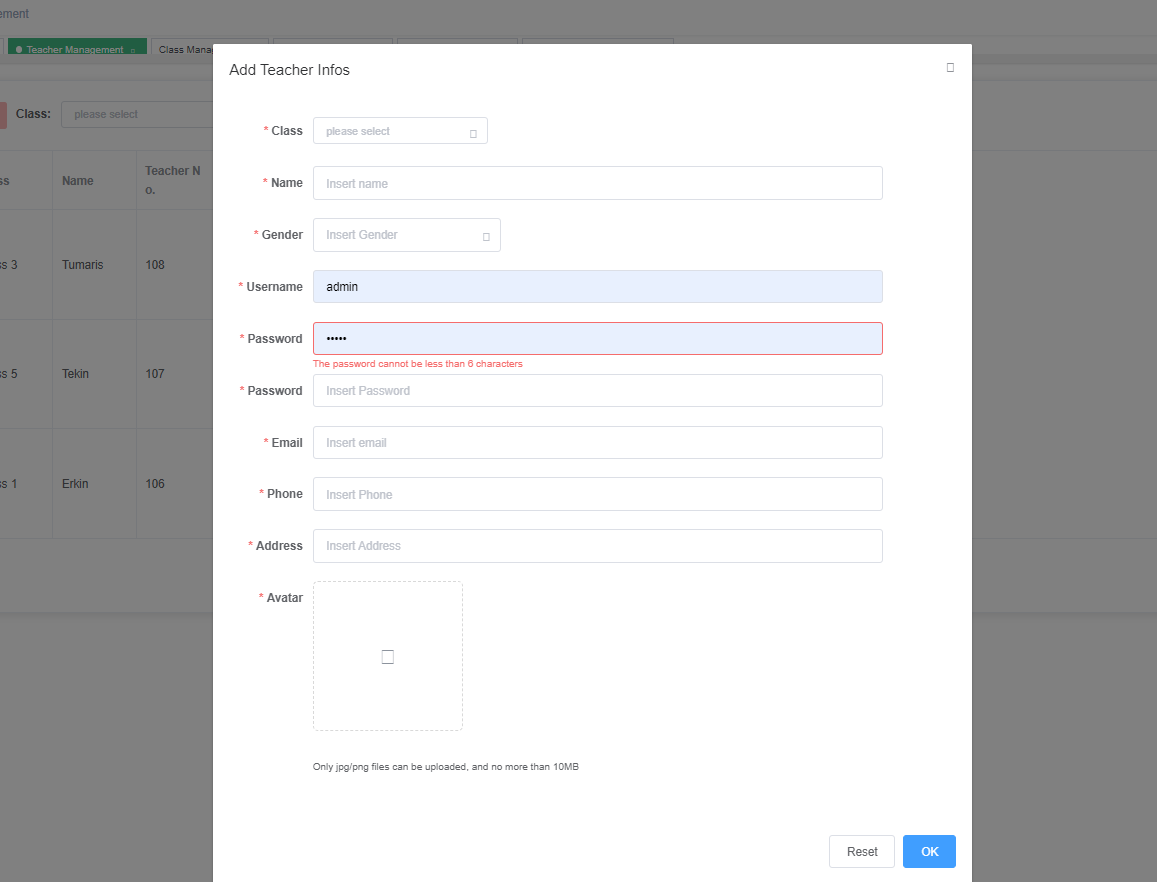 ement
Teacher Management
Class Mana
Add Teacher Infos
Class:
please select
* Class
please select
ss
Name
Teacher N
o.
* Name
Insert name
* Gender
Insert Gender
ss 3
Tumaris
108
* Username
admin
* Password
•••••
The password cannot be less than 6 characters
ss 5
Tekin
107
* Password
Insert Password
* Email
Insert email
ss 1
Erkin
106
* Phone
Insert Phone
* Address
Insert Address
* Avatar
Only jpg/png files can be uploaded, and no more than 10MB
Reset
OK